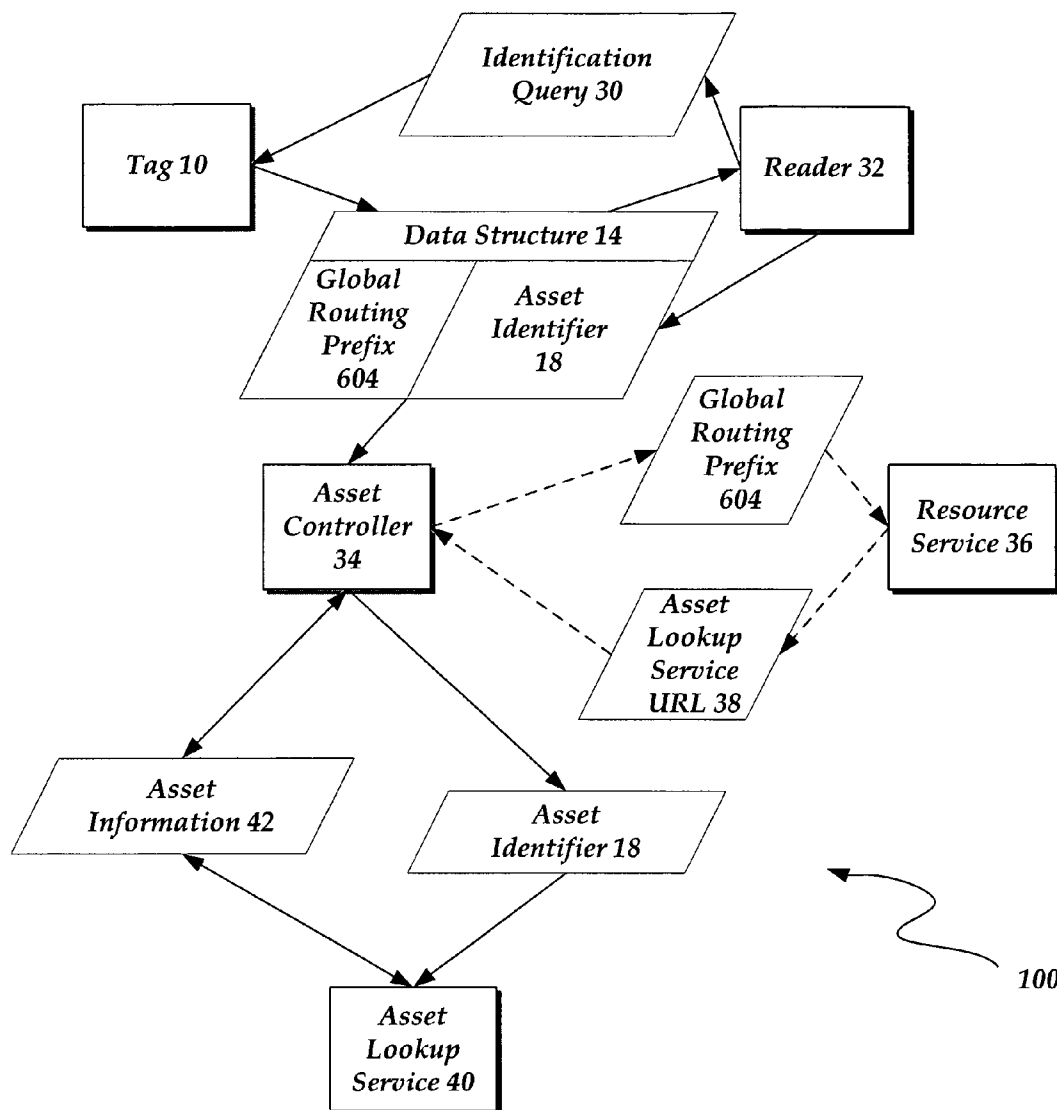 Identification
Query 30
Tag 10
Reader 32
Data Structure 14
Global
Routing
Prefix
604
Asset
Identifier
18
Global
Routing
Prefix
604
Asset
Controller
34
Resource
Service 36
Asset
Lookup
Service
URL 38
Asset
Information 42
Asset
Identifier 18
100
Asset
Lookup
Service 40